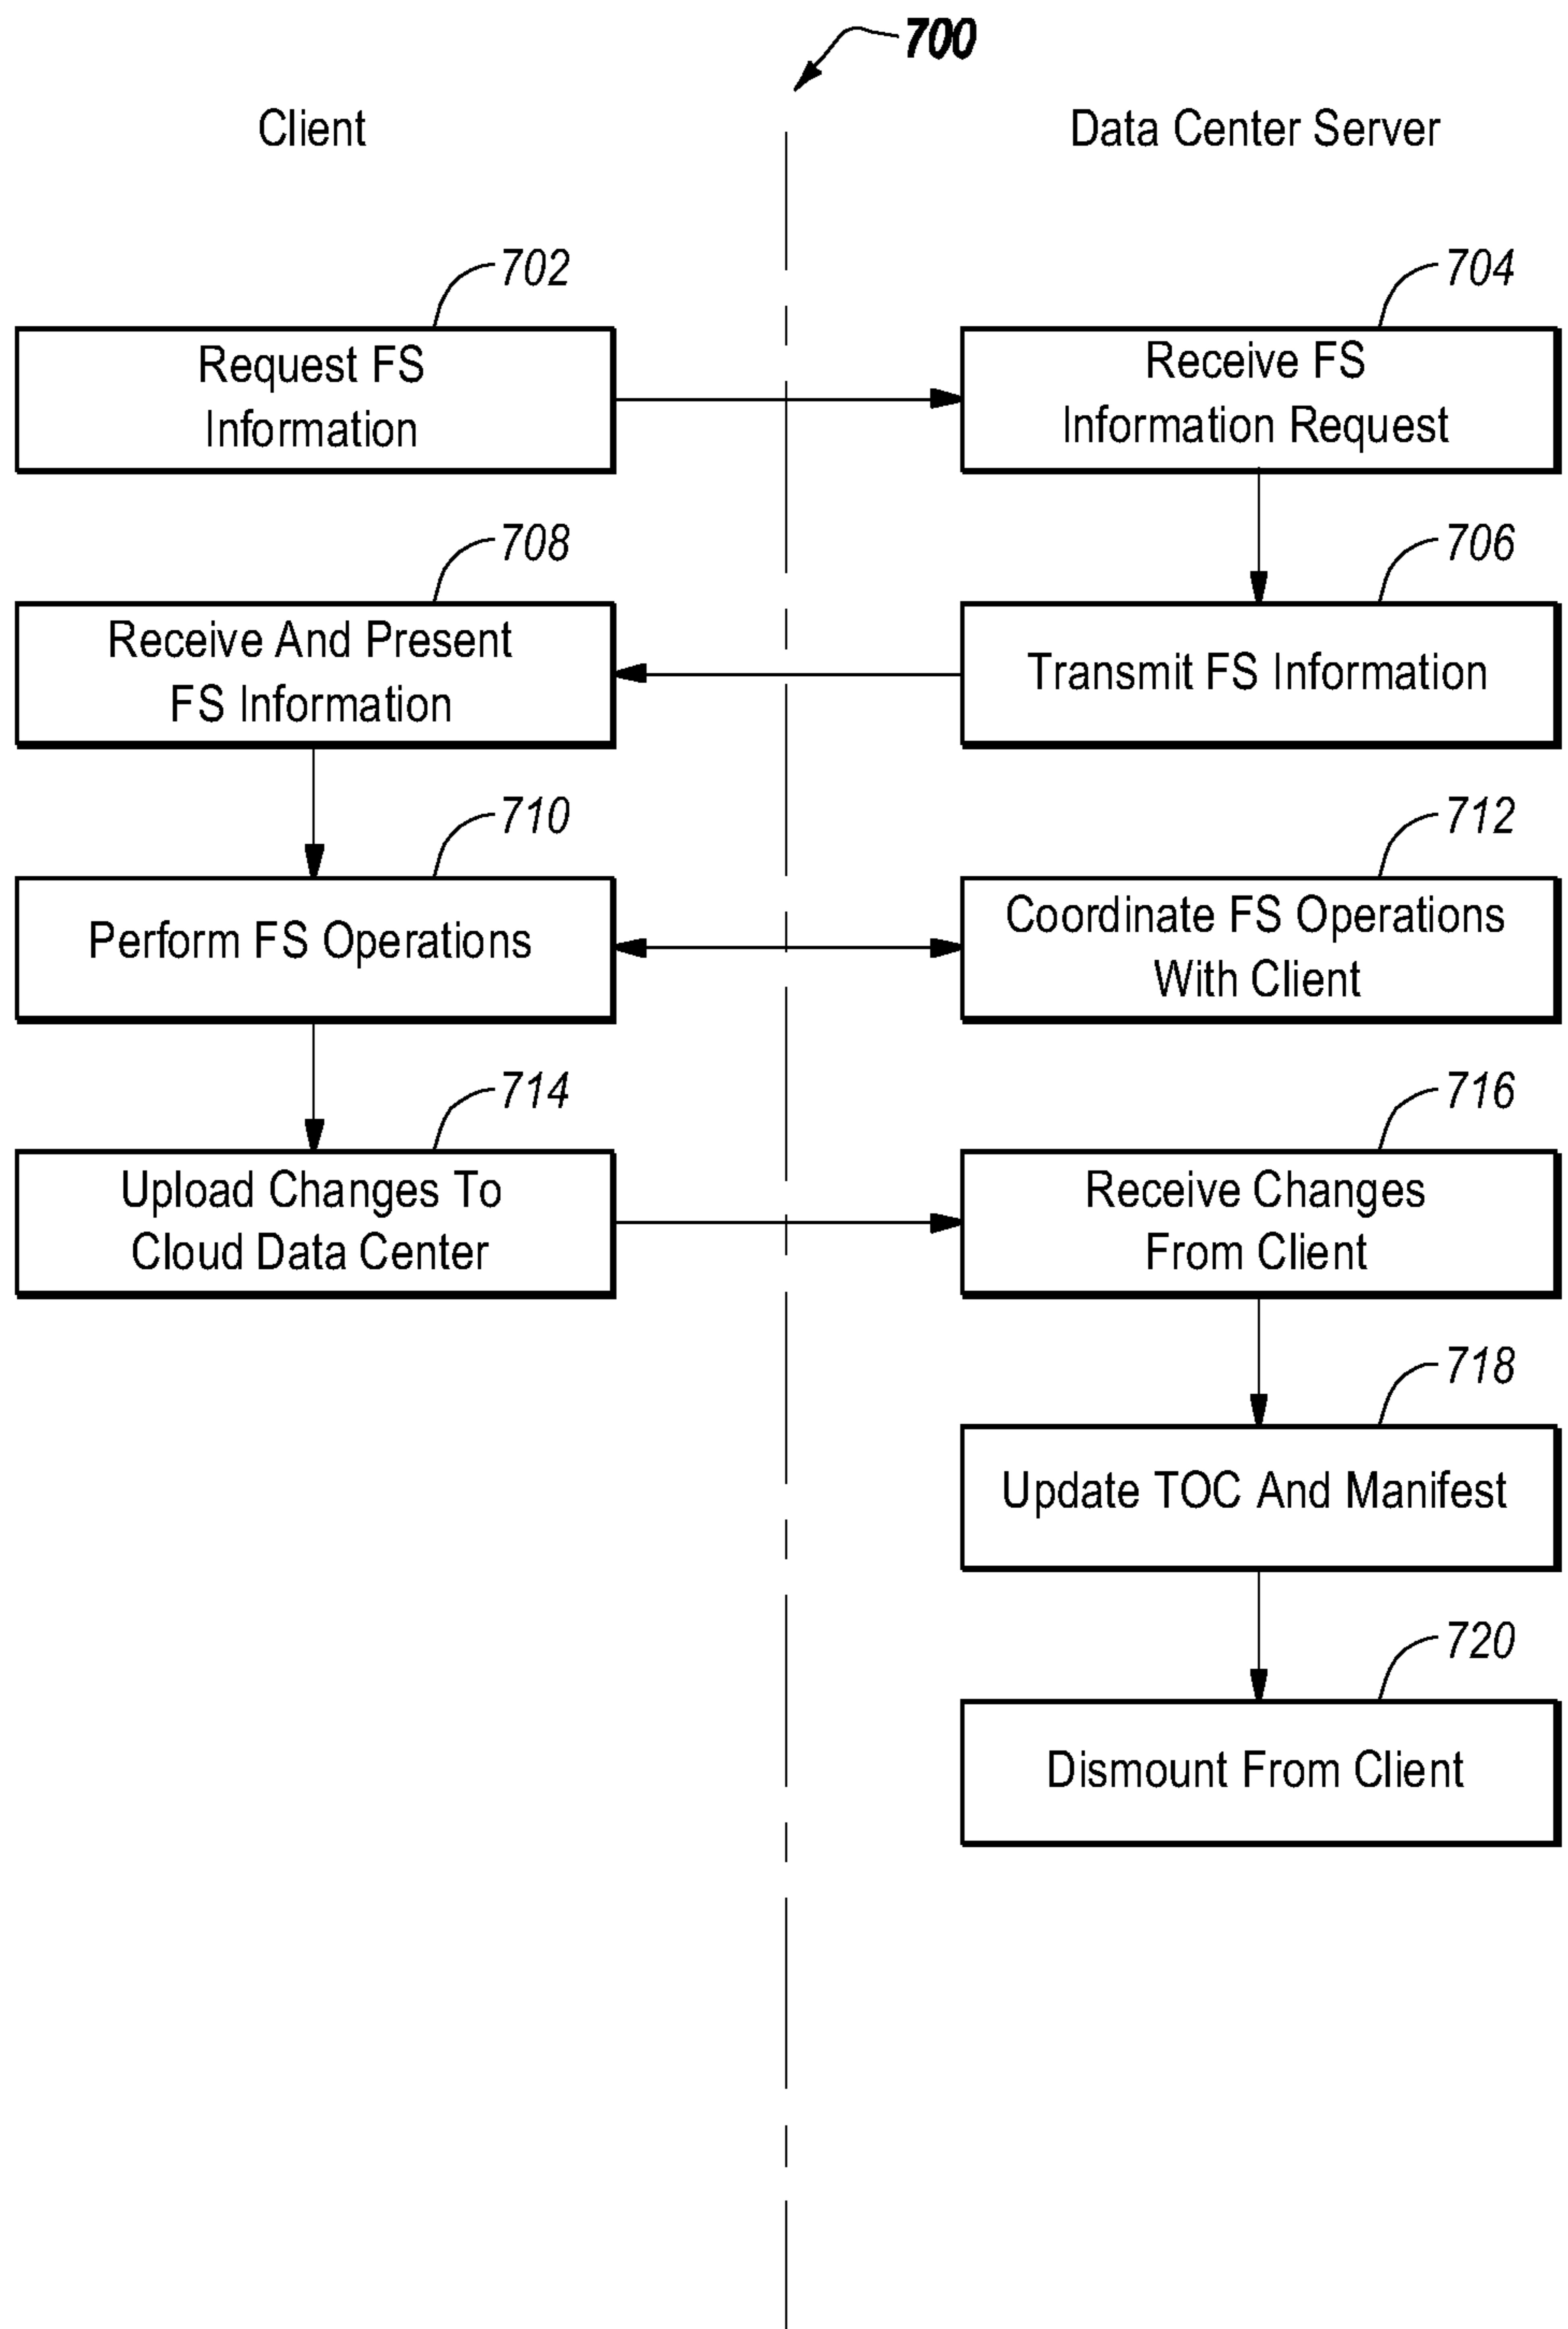 700
Client
Data Center Server
702
704
Request FS
Information
Receive FS
Information Request
708
706
Receive And Present
FS Information
Transmit FS Information
710
712
Perform FS Operations
Coordinate FS Operations
With Client
714
716
Upload Changes To
Cloud Data Center
Receive Changes
From Client
718
Update TOC And Manifest
720
Dismount From Client